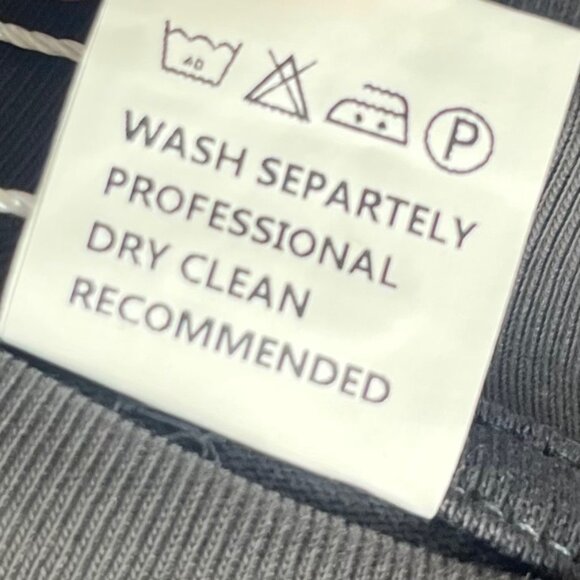 40 P
WASH SEPARTELY
PROFESSIONAL
DRY CLEAN
RECOMMENDED